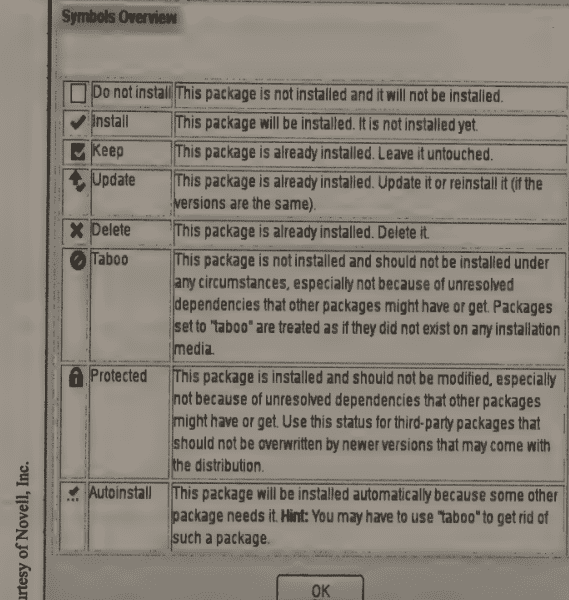 Symbols Overview
Do not install This package is not installed and it will not be installed.
Install This package will be installed. It is not installed yet.
Keep This package is already installed. Leave it untouched.
Update This package is already installed. Update it or reinstall it (if the
versions are the same).
Delete This package is already installed. Delete it.
Taboo This package is not installed and should not be installed under
any circumstances, especially not because of unresolved
dependencies that other packages might have or get. Packages
set to "taboo" are treated as if they did not exist on any installation
media.
Protected This package is installed and should not be modified, especially
not because of unresolved dependencies that other packages
might have or get. Use this status for third-party packages that
should not be overwritten by newer versions that may come with
the distribution.
Autoinstall This package will be installed automatically because some other
package needs it. Hint: You may have to use "taboo" to get rid of
such a package.
OK
of Novell, Inc.